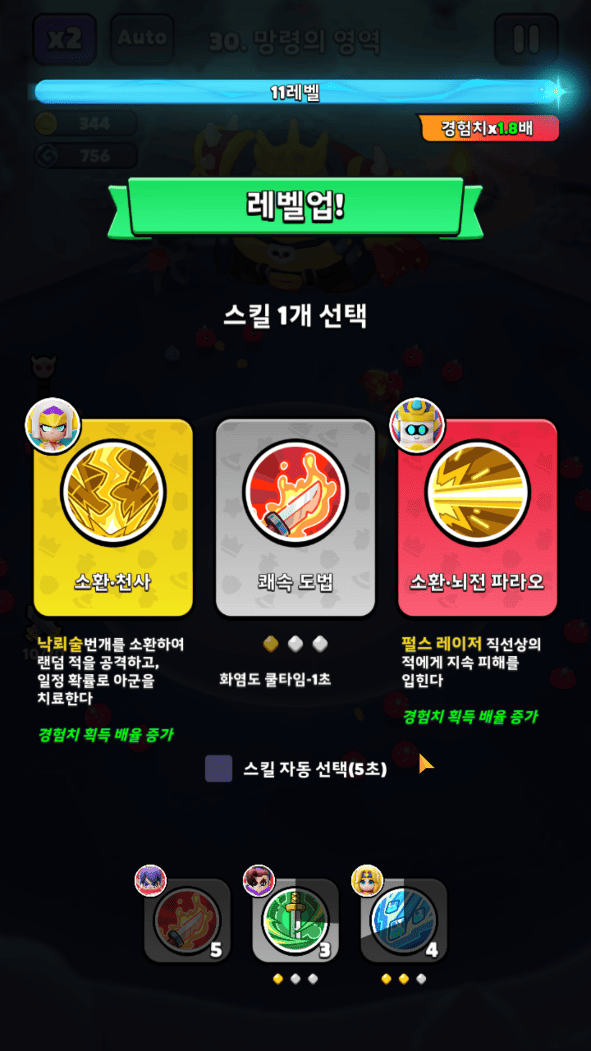 x2
Auto
30. 망령의 영역
11레벨
344
경험치x1.8배
756
레벨업!
스킬 1개 선택
소환·천사
쾌속 도법
소환·뇌전 파라오
낙뢰술번개를 소환하여
랜덤 적을 공격하고,
일정 확률로 아군을
치료한다
경험치 획득 배율 증가
화염도 쿨타임-1초
펄스 레이저 직선상의
적에게 지속 피해를
입힌다
경험치 획득 배율 증가
스킬 자동 선택(5초)
5
3
4